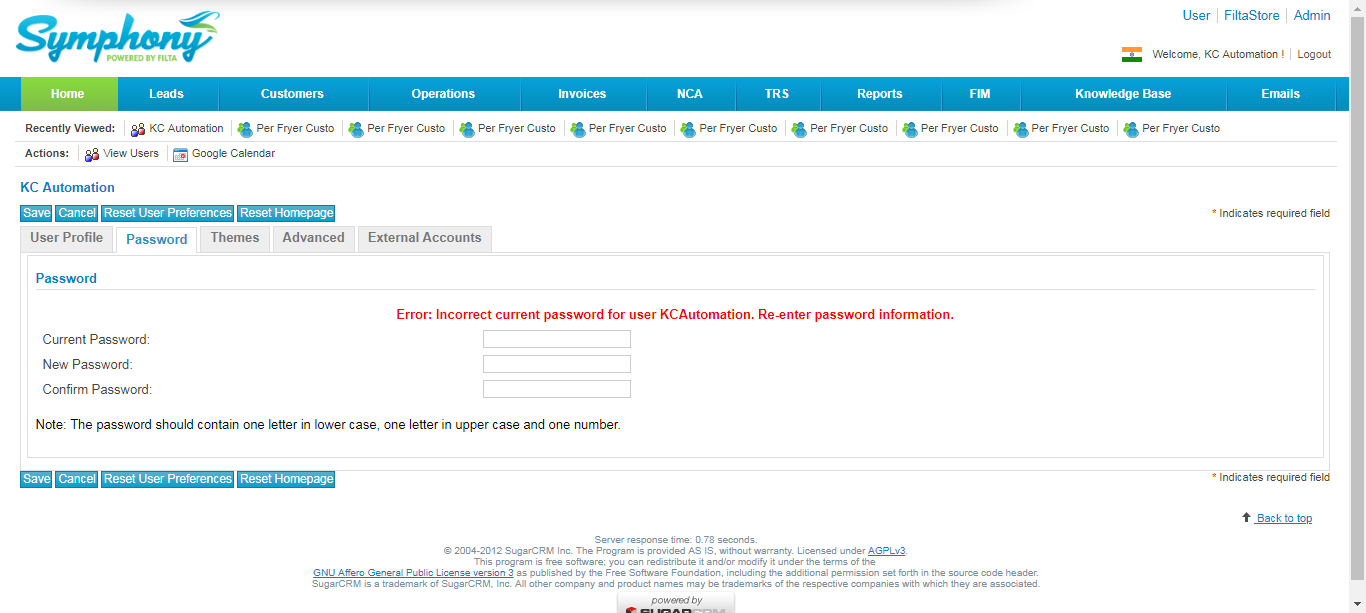 Symphony
POWERED BY FILTA
User FiltaStore Admin
Welcome, KC Automation ! Logout
Home Leads Customers Operations Invoices NCA TRS Reports FIM Knowledge Base Emails
Recently Viewed: KC Automation Per Fryer Custo Per Fryer Custo Per Fryer Custo Per Fryer Custo Per Fryer Custo Per Fryer Custo Per Fryer Custo Per Fryer Custo Per Fryer Custo
Actions: View Users Google Calendar
KC Automation
Save Cancel Reset User Preferences Reset Homepage * Indicates required field
User Profile Password Themes Advanced External Accounts
Password
Error: Incorrect current password for user KCAutomation. Re-enter password information.
Current Password:
New Password:
Confirm Password:
Note: The password should contain one letter in lower case, one letter in upper case and one number.
Save Cancel Reset User Preferences Reset Homepage * Indicates required field
Back to top
Server response time: 0.78 seconds.
© 2004-2012 SugarCRM Inc. The Program is provided AS IS, without warranty. Licensed under AGPLv3.
This program is free software; you can redistribute it and/or modify it under the terms of the
GNU Affero General Public License version 3 as published by the Free Software Foundation, including the additional permission set forth in the source code header.
SugarCRM is a trademark of SugarCRM, Inc. All other company and product names may be trademarks of the respective companies with which they are associated.
powered by
SUGARCRM